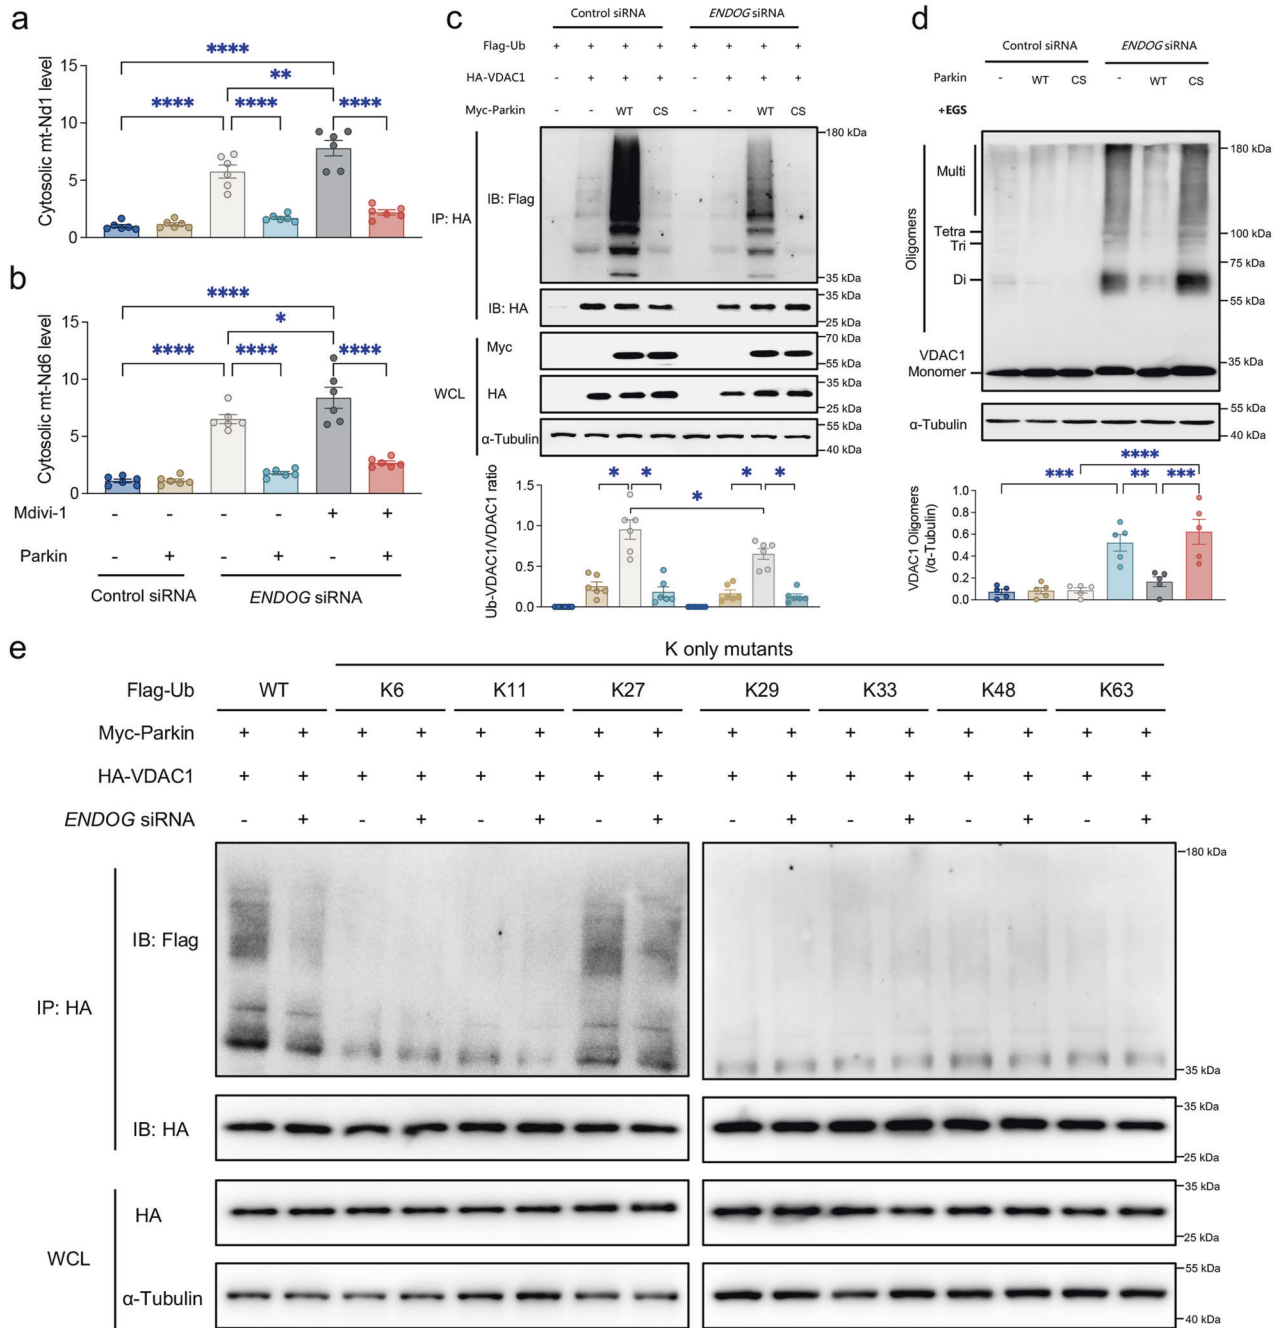 a
Cytosolic mt-Nd1 level
15
10
5
0
****
**
**** **** ****
b
Cytosolic mt-Nd6 level
15
10
5
0
****
*
**** **** ****
Mdivi-1 - - - - + +
Parkin - + - + - +
Control siRNA ENDOG siRNA
c
Control siRNA ENDOG siRNA
Flag-Ub + + + + + + + +
HA-VDAC1 - + + + - + + +
Myc-Parkin - - WT CS - - WT CS
IP: HA
IB: Flag
180 kDa
35 kDa
IB: HA
35 kDa
25 kDa
WCL
Myc
70 kDa
55 kDa
HA
35 kDa
25 kDa
α-Tubulin
55 kDa
40 kDa
Ub-VDAC1/VDAC1 ratio
1.5
1.0
0.5
0.0
* * * *
*
d
Control siRNA ENDOG siRNA
Parkin - WT CS - WT CS
+EGS
Oligomers
Multi
Tetra
Tri
Di
VDAC1
Monomer
180 kDa
100 kDa
75 kDa
55 kDa
35 kDa
α-Tubulin
55 kDa
40 kDa
VDAC1 Oligomers
(/α-Tubulin)
1.0
0.8
0.6
0.4
0.2
0.0
****
*** ** ***
e
K only mutants
Flag-Ub WT K6 K11 K27 K29 K33 K48 K63
Myc-Parkin + + + + + + + + + + + + + + + +
HA-VDAC1 + + + + + + + + + + + + + + + +
ENDOG siRNA - + - + - + - + - + - + - + - +
IP: HA
IB: Flag
180 kDa
35 kDa
IB: HA
35 kDa
25 kDa
WCL
HA
35 kDa
25 kDa
α-Tubulin
55 kDa
40 kDa